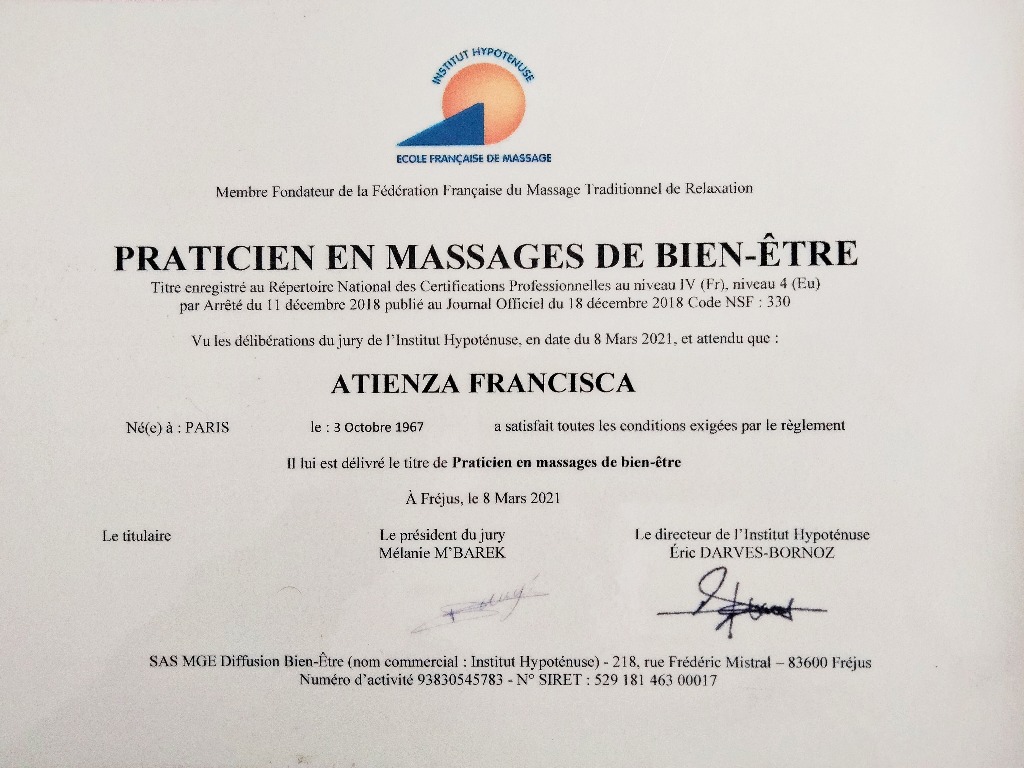 INSTITUT HYPOTENUSE
ECOLE FRANÇAISE DE MASSAGE
Membre Fondateur de la Fédération Française du Massage Traditionnel de Relaxation
PRATICIEN EN MASSAGES DE BIEN-ÊTRE
Titre enregistré au Répertoire National des Certifications Professionnelles au niveau IV (Fr), niveau 4 (Eu)
par Arrêté du 11 décembre 2018 publié au Journal Officiel du 18 décembre 2018 Code NSF : 330
Vu les délibérations du jury de l'Institut Hypoténuse, en date du 8 Mars 2021, et attendu que :
ATIENZA FRANCISCA
Né(e) à : PARIS le : 3 Octobre 1967 a satisfait toutes les conditions exigées par le règlement
Il lui est délivré le titre de Praticien en massages de bien-être
À Fréjus, le 8 Mars 2021
Le titulaire Le président du jury Le directeur de l'Institut Hypoténuse
Mélanie M'BAREK Éric DARVES-BORNOZ
SAS MGE Diffusion Bien-Être (nom commercial : Institut Hypoténuse) - 218, rue Frédéric Mistral – 83600 Fréjus
Numéro d'activité 93830545783 - N° SIRET : 529 181 463 00017